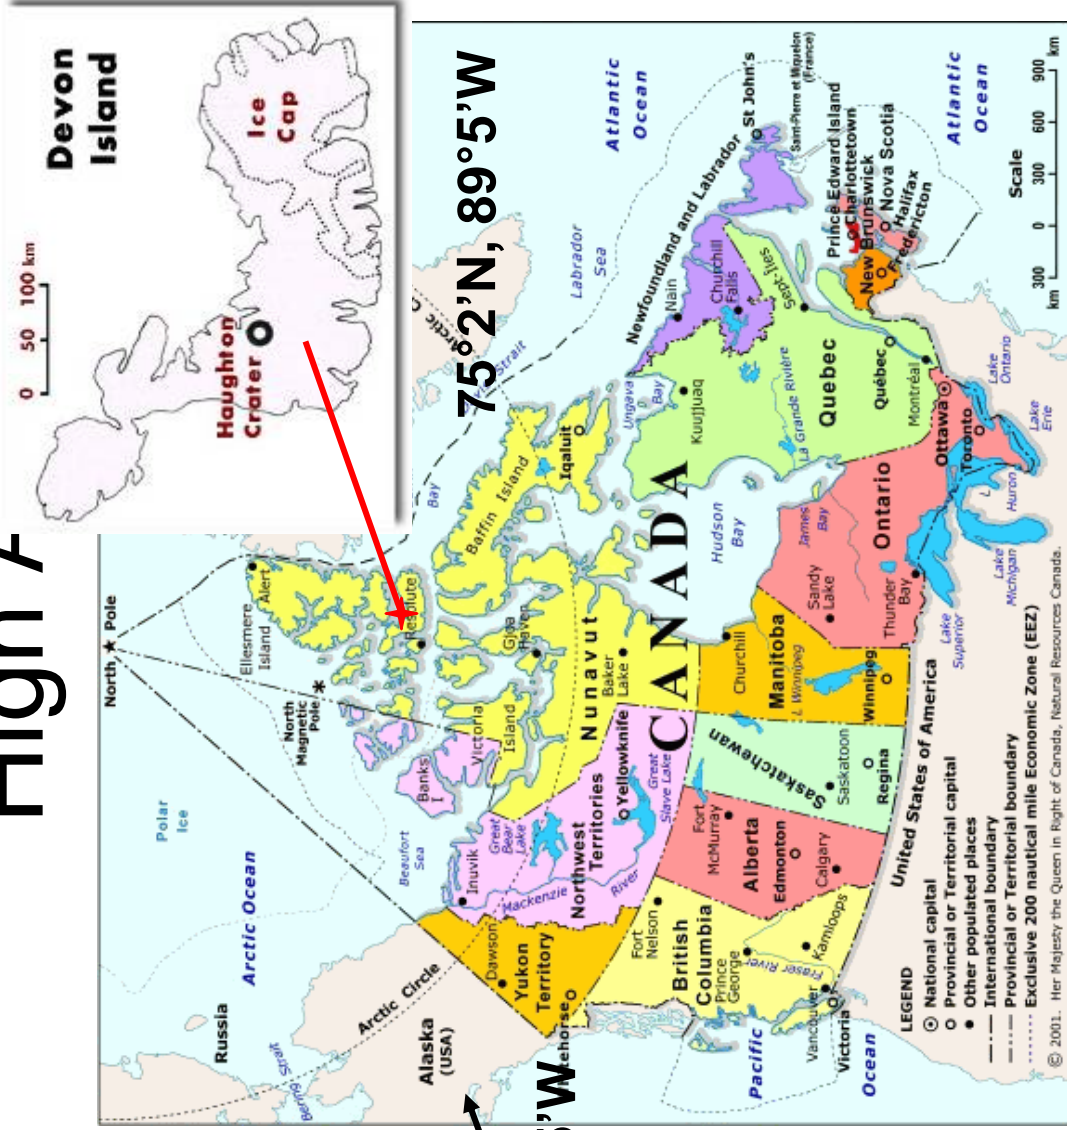 High A
Devon
Island
0 50 100 km
Ice
Cap
Haughton
Crater
75°2’N, 89°5’W
’W
North Pole
Polar
Ice
Arctic Ocean
Russia
Bering Strait
Alaska
(USA)
Arctic Circle
Beaufort
Sea
North
Magnetic
Pole
Ellesmere
Island
Alert
Resolute
Banks
I
Victoria
Island
Gjoa
Haven
Baffin Island
Bay
Strait
Arctic C
Labrador
Sea
Atlantic
Ocean
Iqaluit
Nunavut
Baker
Lake
Inuvik
Great
Bear
Lake
Mackenzie
River
Northwest
Territories
Yellowknife
Great
Slave Lake
Dawson
Yukon
Territory
tehorse
CANADA
Hudson
Bay
James
Bay
Ungava
Bay
Kuujjuaq
La Grande Rivière
Quebec
Québec
Montréal
Sept-Îles
Newfoundland and Labrador
Nain
Churchill
Falls
St John's
Saint-Pierre et Miquelon
(France)
Prince Edward Island
Charlottetown
New Brunswick
Nova Scotia
Halifax
Fredericton
Atlantic
Ocean
Fort
Nelson
British
Columbia
Prince
George
Fraser River
Kamloops
Vancouver
Victoria
Pacific
Ocean
Fort
McMurray
Alberta
Edmonton
Calgary
Saskatchewan
Saskatoon
Regina
Churchill
Manitoba
L Winnipeg
Winnipeg
Sandy
Lake
Ontario
Thunder
Bay
Ottawa
Toronto
Lake
Superior
Lake
Michigan
L
Huron
Lake
Erie
Lake
Ontario
United States of America
LEGEND
National capital
Provincial or Territorial capital
Other populated places
International boundary
Provincial or Territorial boundary
Exclusive 200 nautical mile Economic Zone (EEZ)
Scale
300 0 300 600 900
km km
© 2001. Her Majesty the Queen in Right of Canada, Natural Resources Canada.